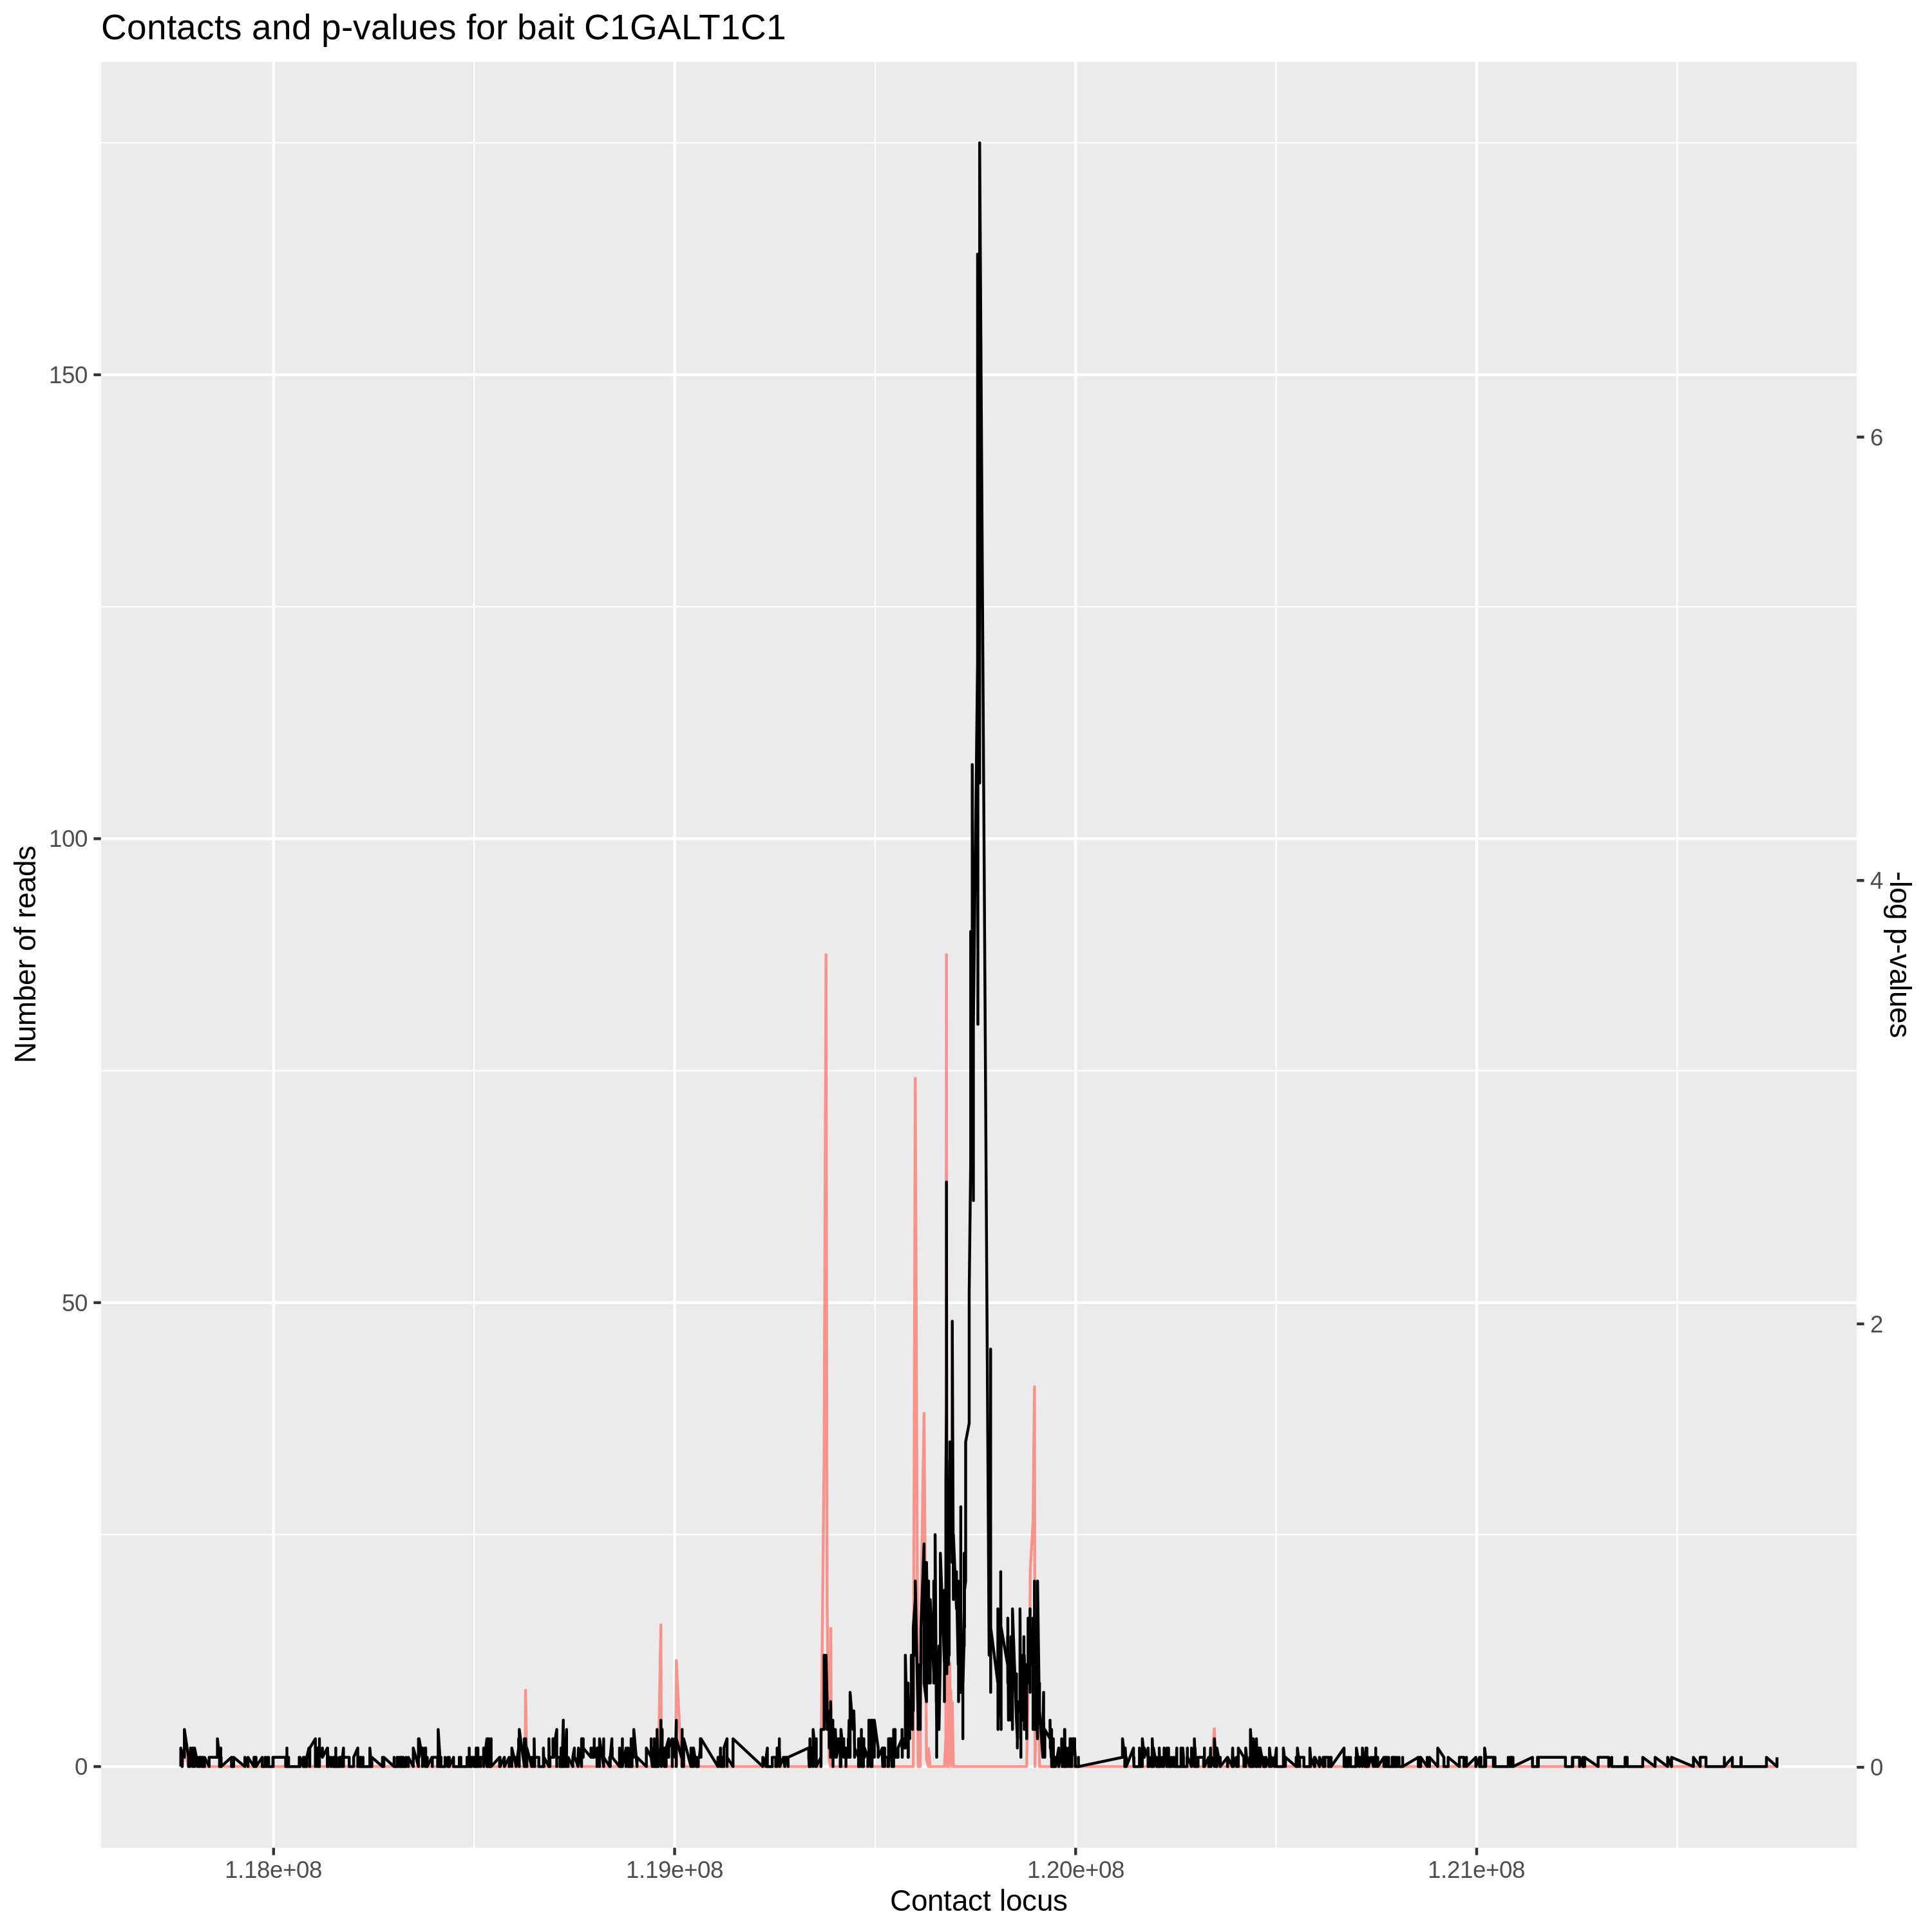 Contacts and p-values for bait C1GALT1C1
150
100
50
0
Number of reads
6
4
2
0
-log p-values
1.18e+08
1.19e+08
1.20e+08
1.21e+08
Contact locus